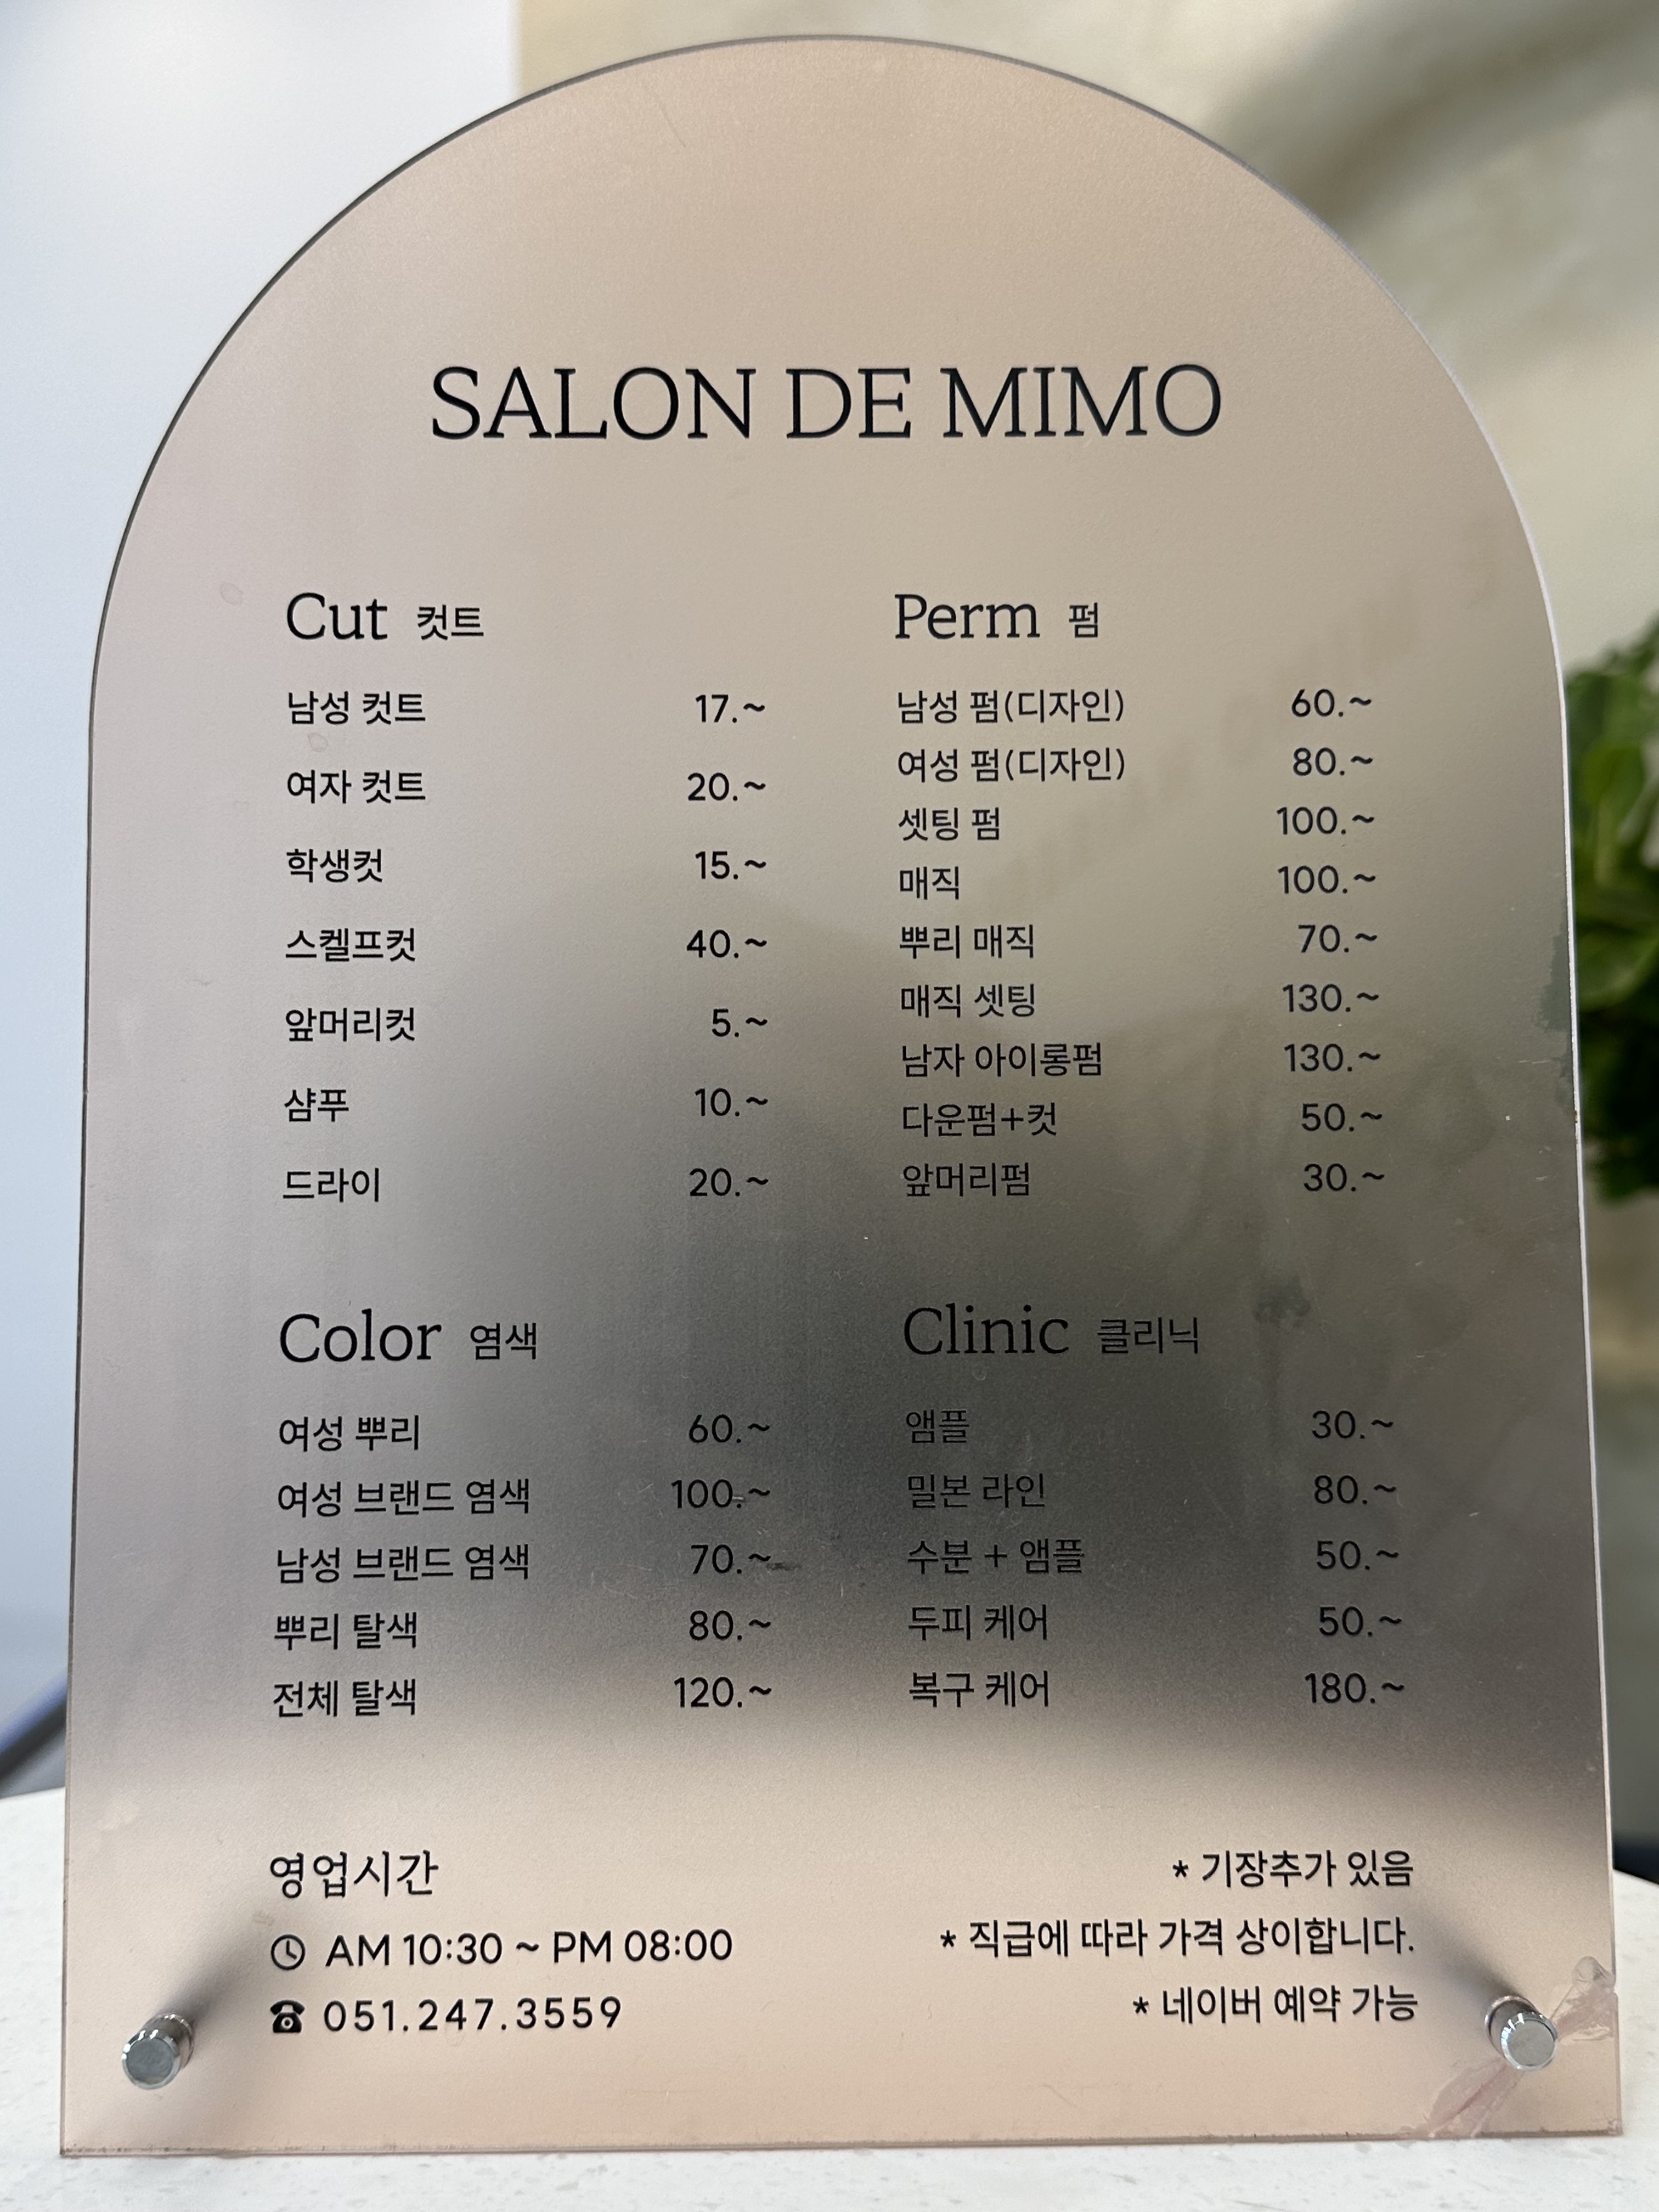 SALON DE MIMO
Cut 컷트
남성 컷트 17.~
여자 컷트 20.~
학생컷 15.~
스켈프컷 40.~
앞머리컷 5.~
샴푸 10.~
드라이 20.~
Perm 펌
남성 펌(디자인) 60.~
여성 펌(디자인) 80.~
셋팅 펌 100.~
매직 100.~
뿌리 매직 70.~
매직 셋팅 130.~
남자 아이롱펌 130.~
다운펌+컷 50.~
앞머리펌 30.~
Color 염색
여성 뿌리 60.~
여성 브랜드 염색 100.~
남성 브랜드 염색 70.~
뿌리 탈색 80.~
전체 탈색 120.~
Clinic 클리닉
앰플 30.~
밀본 라인 80.~
수분 + 앰플 50.~
두피 케어 50.~
복구 케어 180.~
영업시간
AM 10:30 ~ PM 08:00
051.247.3559
* 기장추가 있음
* 직급에 따라 가격 상이합니다.
* 네이버 예약 가능